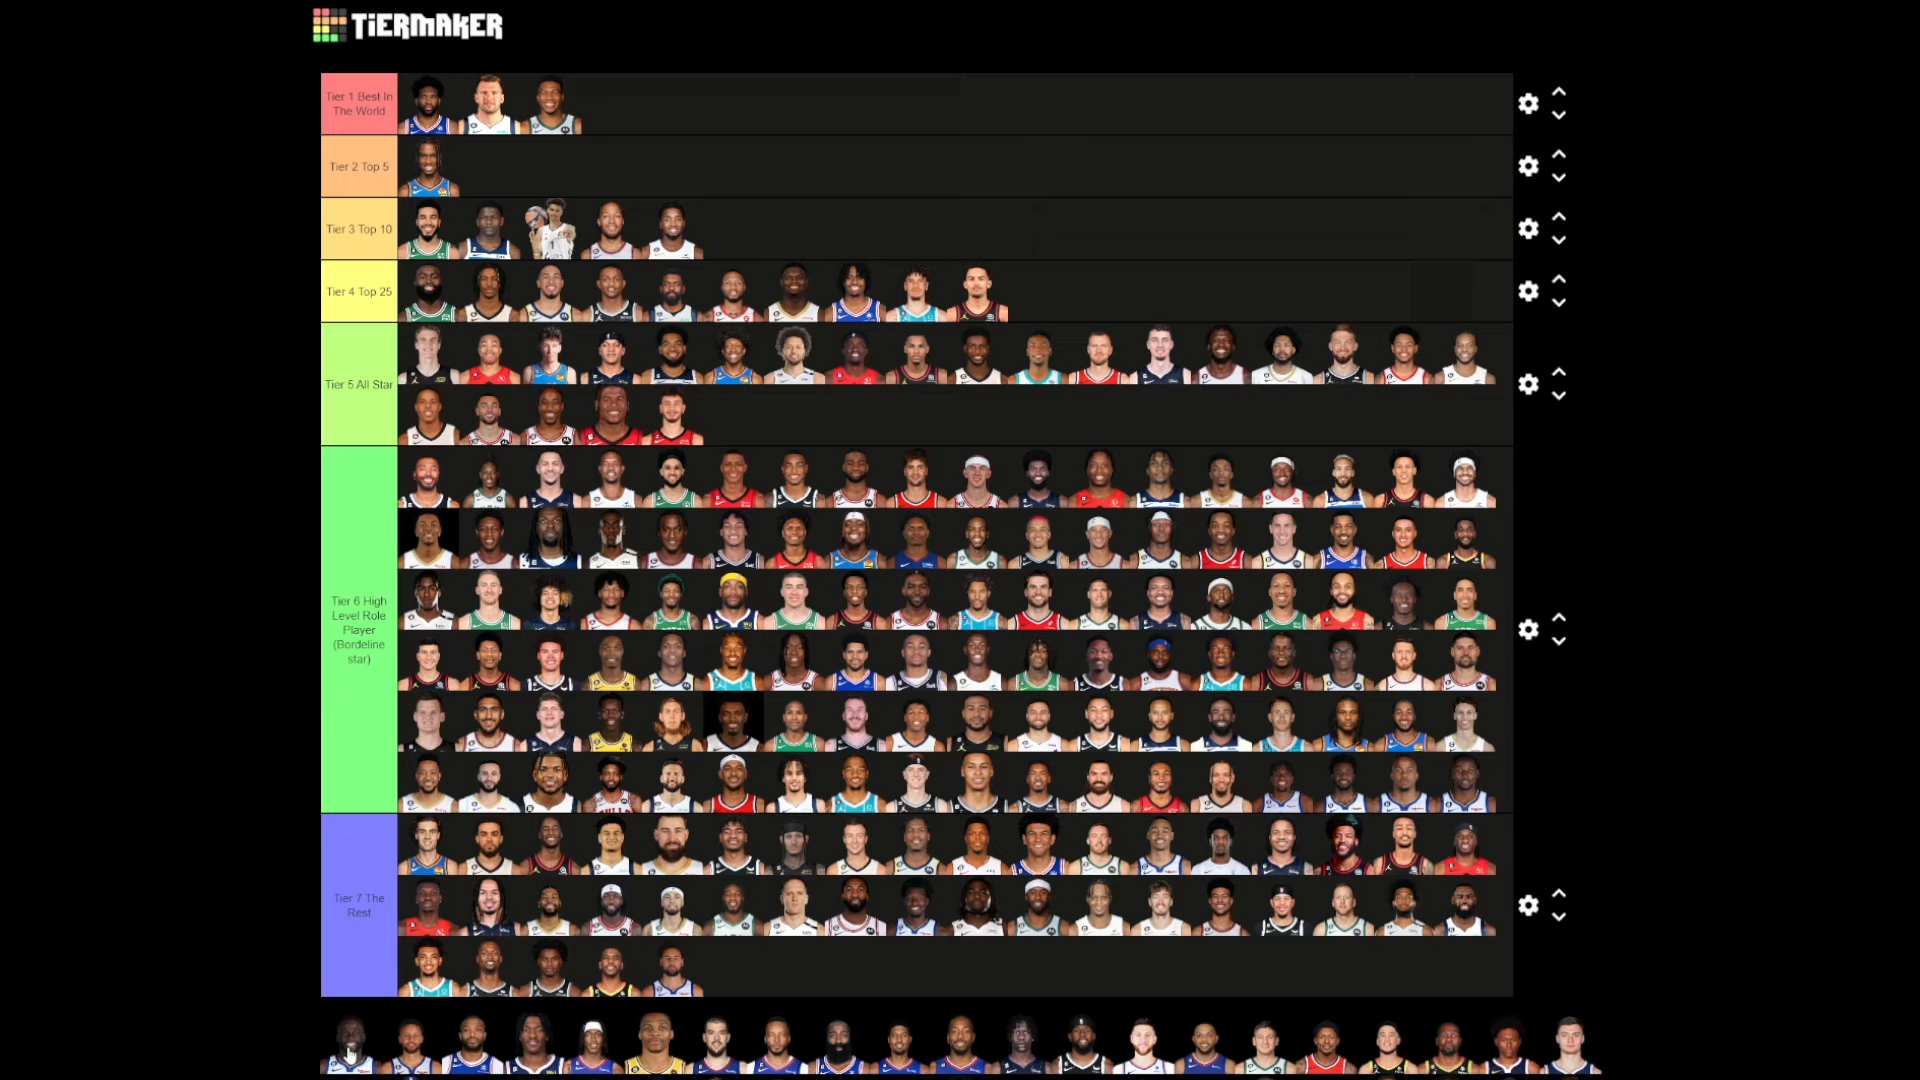 TiERMAKER
Tier 1 Best In
The World
Tier 2 Top 5
Tier 3 Top 10
Tier 4 Top 25
Tier 5 All Star
Tier 6 High
Level Role
Player
(Bordeline
star)
Tier 7 The
Rest